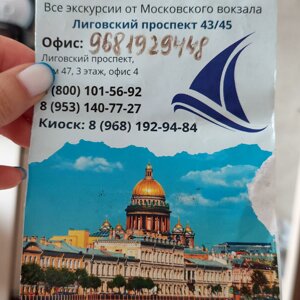 Все экскурсии от Московского вокзала
Лиговский проспект 43/45
Офис: 9681929448
Лиговский проспект,
м 47, 3 этаж, офис 4
(800) 101-56-92
8 (953) 140-77-27
Киоск: 8 (968) 192-94-84